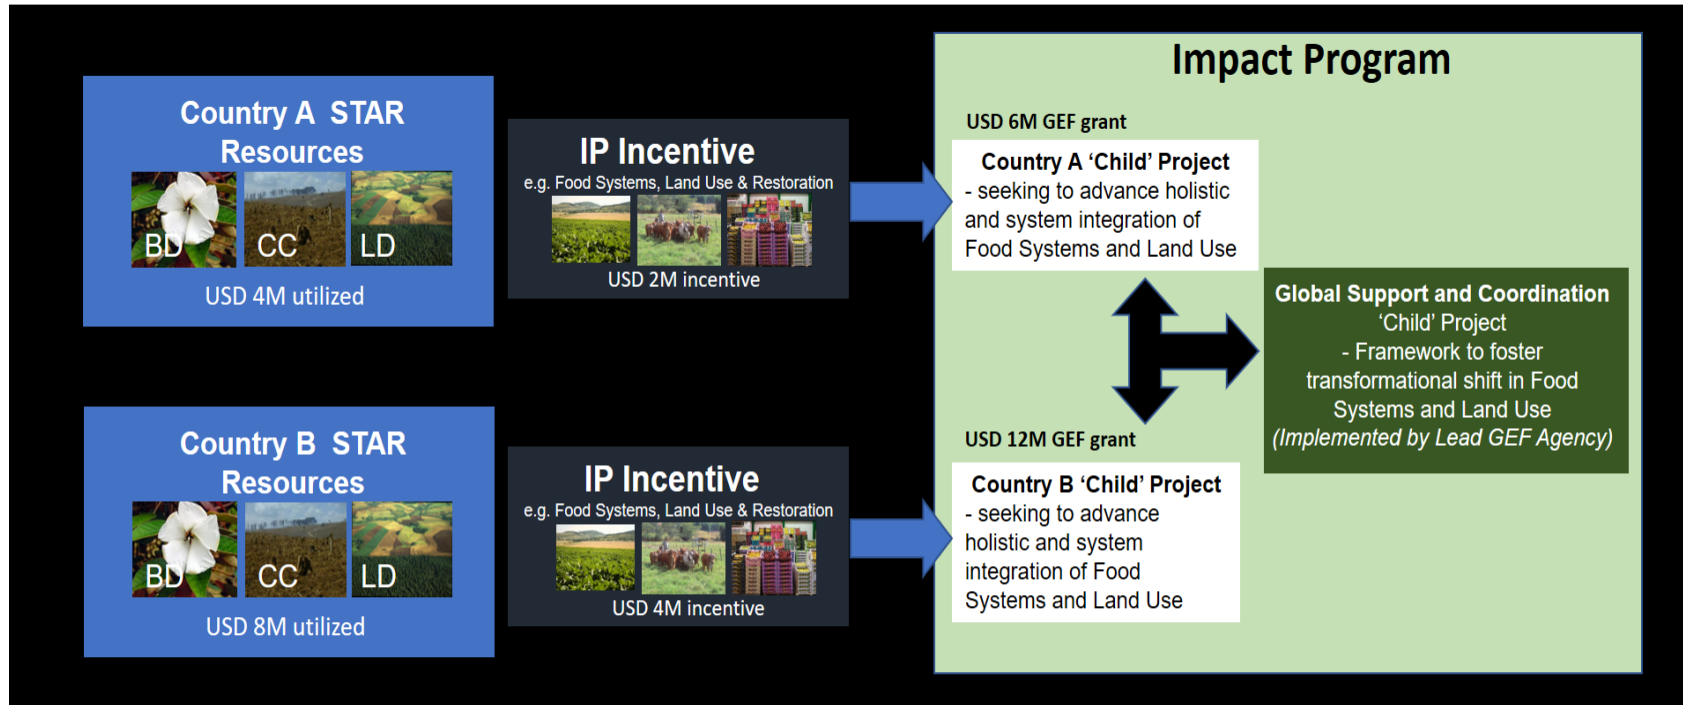 Impact Program
Country A STAR
Resources
BD
CC
LD
USD 4M utilized
IP Incentive
e.g. Food Systems, Land Use & Restoration
USD 2M incentive
USD 6M GEF grant
Country A ‘Child’ Project
- seeking to advance holistic
and system integration of
Food Systems and Land Use
Global Support and Coordination
‘Child’ Project
- Framework to foster
transformational shift in Food
Systems and Land Use
(Implemented by Lead GEF Agency)
Country B STAR
Resources
BD
CC
LD
USD 8M utilized
IP Incentive
e.g. Food Systems, Land Use & Restoration
USD 4M incentive
USD 12M GEF grant
Country B ‘Child’ Project
- seeking to advance
holistic and system
integration of Food
Systems and Land Use